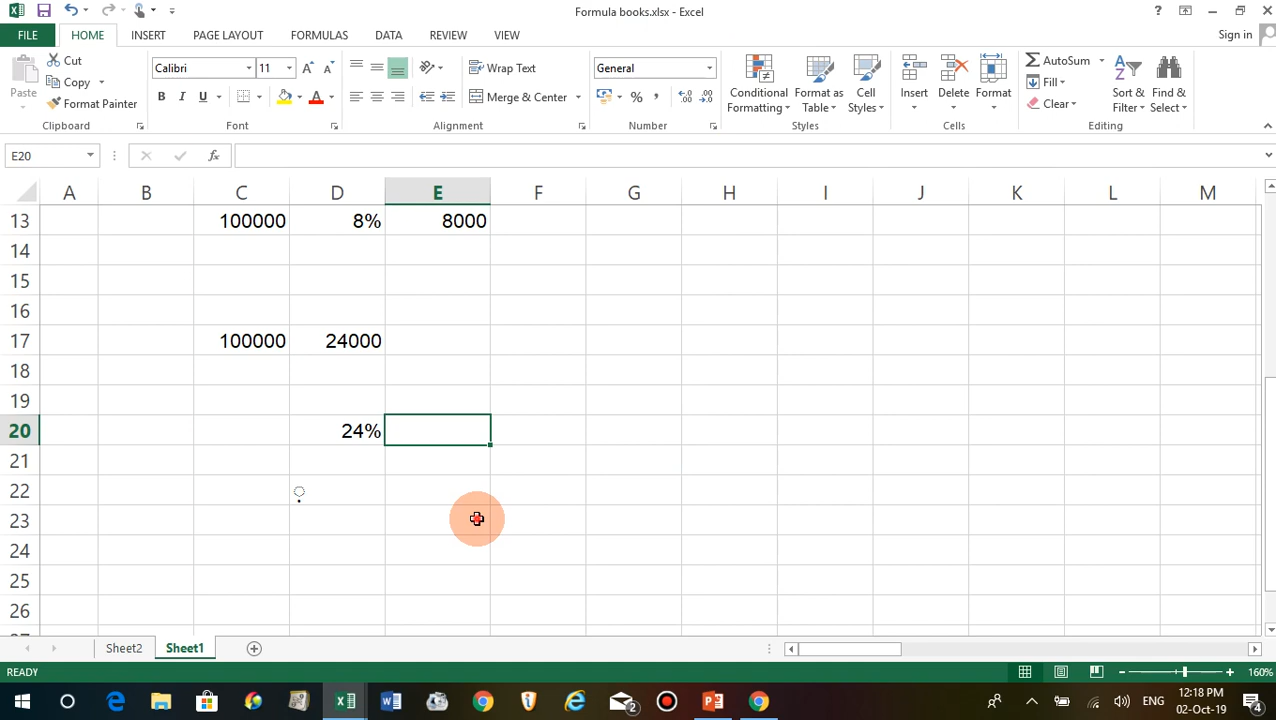 Formula books.xlsx - Excel
?
FILE HOME INSERT PAGE LAYOUT FORMULAS DATA REVIEW VIEW Sign in
Paste
Cut
Copy
Format Painter
Clipboard
Calibri 11
B I U
Font
Wrap Text
Merge & Center
Alignment
General
%
Number
Conditional Formatting
Format as Table
Cell Styles
Styles
Insert
Delete
Format
Cells
AutoSum
Fill
Clear
Sort & Filter
Find & Select
Editing
E20 fx
A B C D E F G H I J K L M
13 100000 8% 8000
14
15
16
17 100000 24000
18
19
20 24%
21
22
23
24
25
26
Sheet2 Sheet1
READY 160%
2 ENG 12:18 PM
02-Oct-19 4